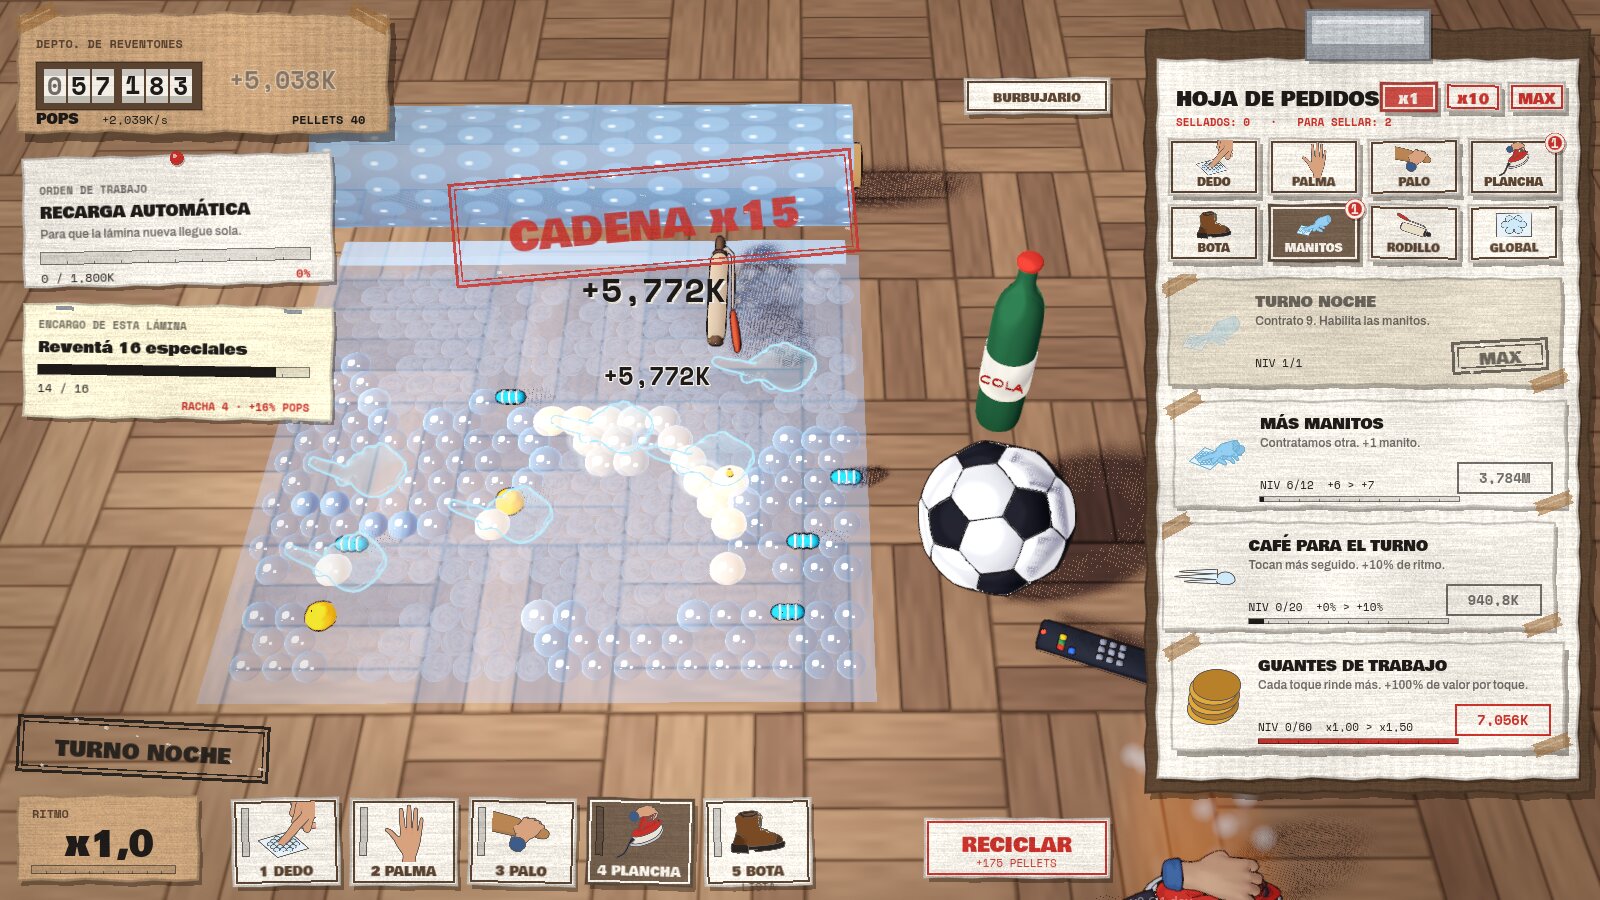 DEPTO. DE REVENTONES
057183
+5,038K
POPS +2,039K/s PELLETS 40
ORDEN DE TRABAJO
RECARGA AUTOMÁTICA
Para que la lámina nueva llegue sola.
0 / 1.800K 0%
ENCARGO DE ESTA LÁMINA
Reventá 16 especiales
14 / 16
RACHA 4 · +16% POPS
CADENA x15
+5,772K
+5,772K
COLA
BURBUJARIO
HOJA DE PEDIDOS x1 x10 MAX
SELLADOS: 0 · PARA SELLAR: 2
DEDO PALMA PALO PLANCHA 1
BOTA MANITOS 1 RODILLO GLOBAL
TURNO NOCHE
Contrato 9. Habilita las manitos.
NIV 1/1
MAX
MÁS MANITOS
Contratamos otra. +1 manito.
NIV 6/12 +6 > +7
3,784M
CAFÉ PARA EL TURNO
Tocan más seguido. +10% de ritmo.
NIV 0/20 +0% > +10%
940,8K
GUANTES DE TRABAJO
Cada toque rinde más. +100% de valor por toque.
NIV 0/60 x1,00 > x1,50
7,056K
TURNO NOCHE
RITMO
x1,0
1 DEDO
2 PALMA
3 PALO
4 PLANCHA
5 BOTA
RECICLAR
+175 PELLETS